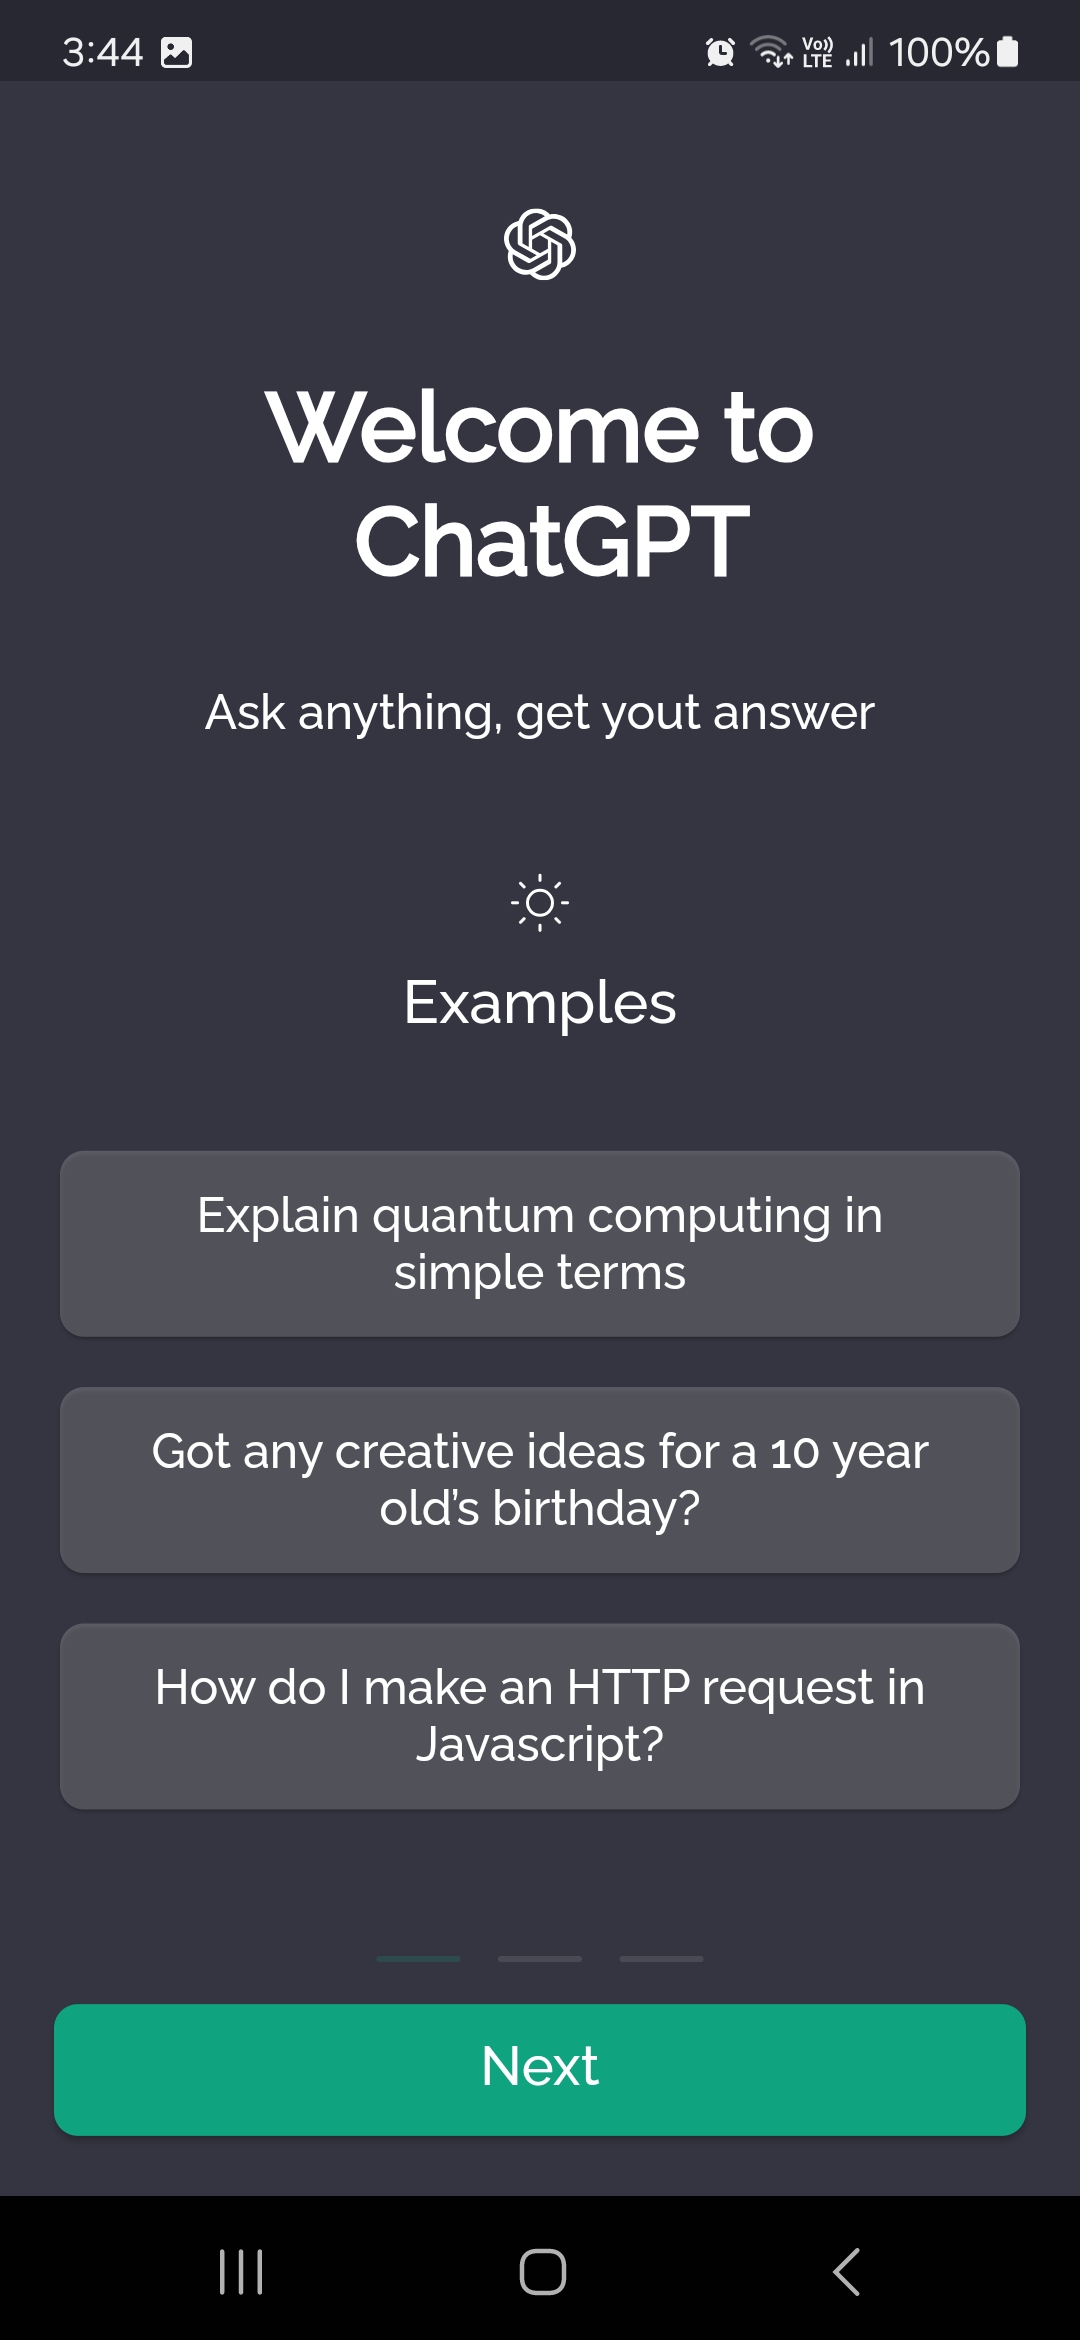 3:44
Vo)) LTE 100%
Welcome to
ChatGPT
Ask anything, get yout answer
Examples
Explain quantum computing in
simple terms
Got any creative ideas for a 10 year
old’s birthday?
How do I make an HTTP request in
Javascript?
Next